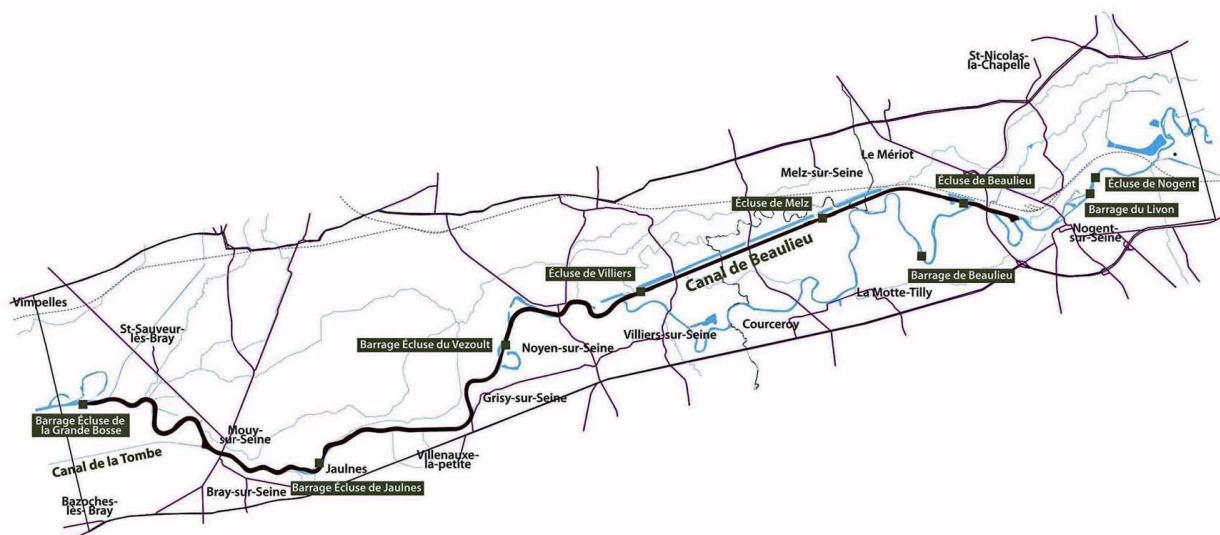 St-Nicolas-
la-Chapelle
Le Mériot
Melz-sur-Seine
Écluse de Beaulieu
Écluse de Nogent
Écluse de Melz
Barrage du Livon
Nogent-
sur-Seine
Canal de Beaulieu
Barrage de Beaulieu
Écluse de Villiers
La Motte-Tilly
Vimpelles
Courceroy
St-Sauveur-
lès-Bray
Villiers-sur-Seine
Barrage Écluse du Vezoult
Noyen-sur-Seine
Grisy-sur-Seine
Barrage Écluse de
la Grande Bosse
Mouy-
sur-Seine
Canal de la Tombe
Villenauxe-
la-petite
Jaulnes
Barrage Écluse de Jaulnes
Bray-sur-Seine
Bazoches-
lès-Bray